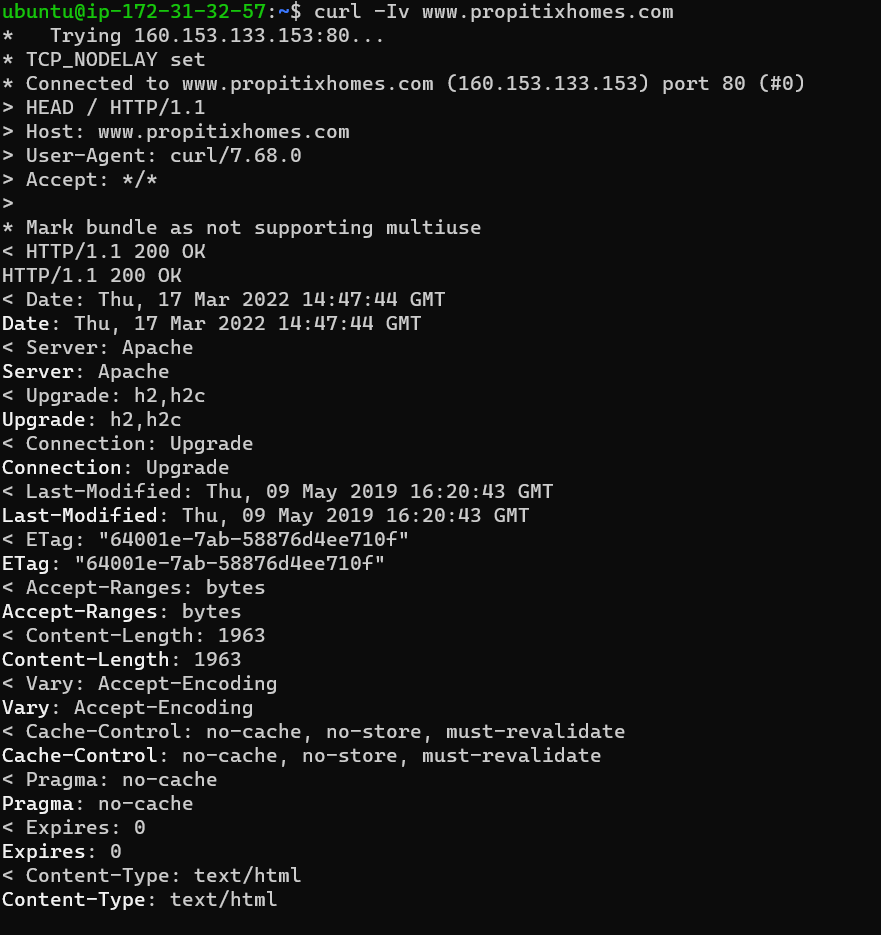 ubuntu@ip-172-31-32-57:~$ curl -Iv www.propitixhomes.com
*   Trying 160.153.133.153:80...
* TCP_NODELAY set
* Connected to www.propitixhomes.com (160.153.133.153) port 80 (#0)
> HEAD / HTTP/1.1
> Host: www.propitixhomes.com
> User-Agent: curl/7.68.0
> Accept: */*
>
* Mark bundle as not supporting multiuse
< HTTP/1.1 200 OK
HTTP/1.1 200 OK
< Date: Thu, 17 Mar 2022 14:47:44 GMT
Date: Thu, 17 Mar 2022 14:47:44 GMT
< Server: Apache
Server: Apache
< Upgrade: h2,h2c
Upgrade: h2,h2c
< Connection: Upgrade
Connection: Upgrade
< Last-Modified: Thu, 09 May 2019 16:20:43 GMT
Last-Modified: Thu, 09 May 2019 16:20:43 GMT
< ETag: "64001e-7ab-58876d4ee710f"
ETag: "64001e-7ab-58876d4ee710f"
< Accept-Ranges: bytes
Accept-Ranges: bytes
< Content-Length: 1963
Content-Length: 1963
< Vary: Accept-Encoding
Vary: Accept-Encoding
< Cache-Control: no-cache, no-store, must-revalidate
Cache-Control: no-cache, no-store, must-revalidate
< Pragma: no-cache
Pragma: no-cache
< Expires: 0
Expires: 0
< Content-Type: text/html
Content-Type: text/html